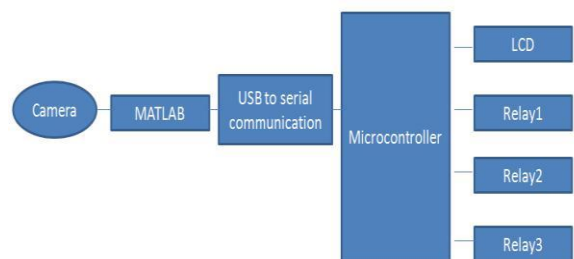 Camera
MATLAB
USB to serial
communication
Microcontroller
LCD
Relay1
Relay2
Relay3